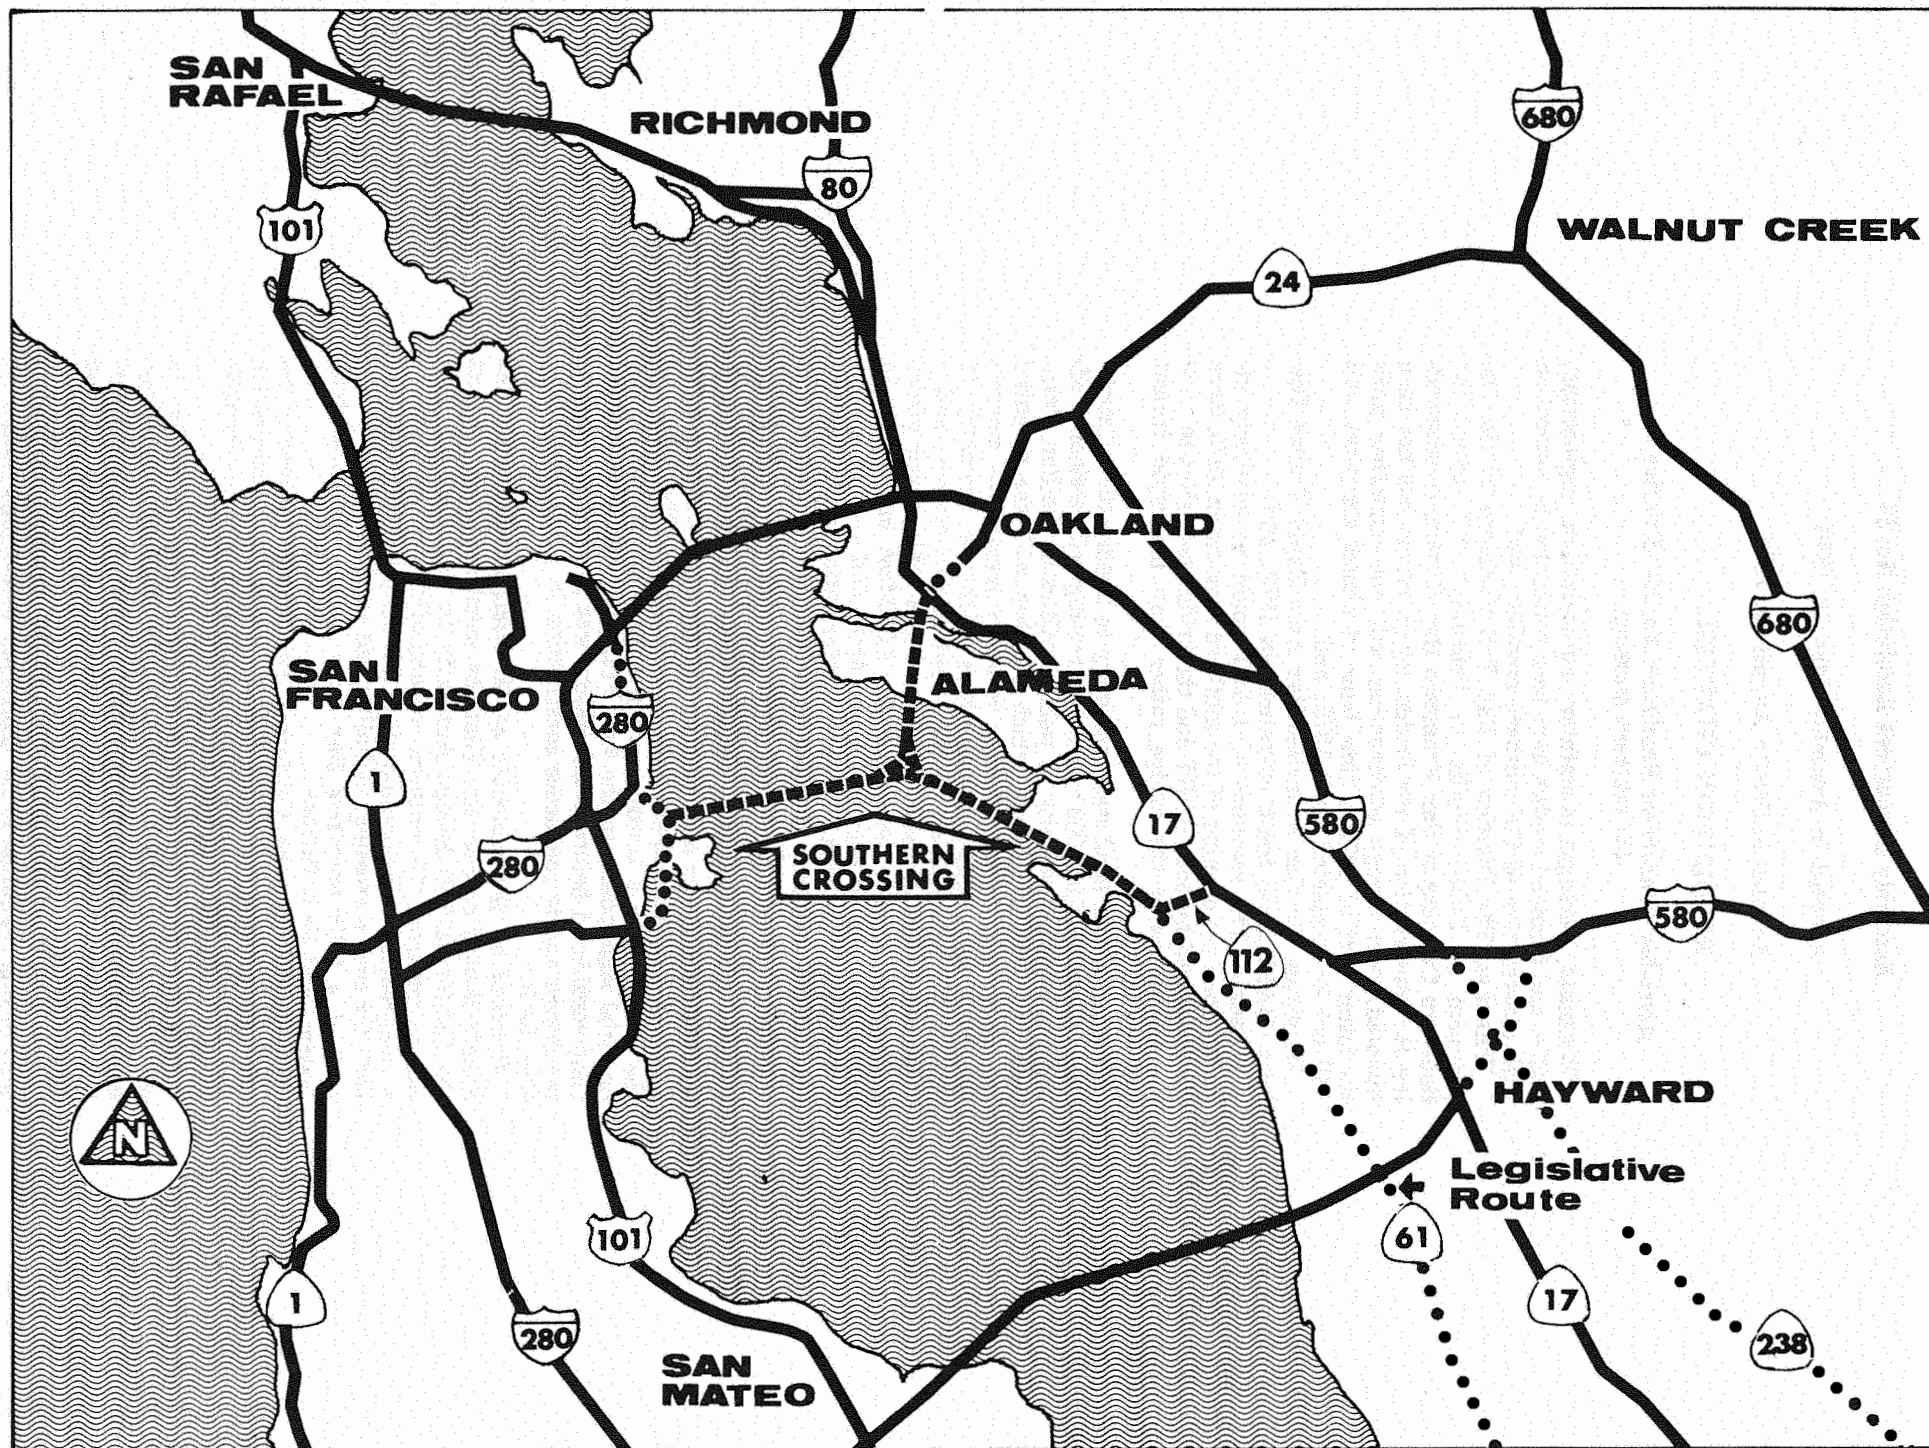 SAN
RAFAEL
RICHMOND
680
80
101
WALNUT CREEK
24
OAKLAND
680
SAN
FRANCISCO
ALAMEDA
280
1
17
580
SOUTHERN
CROSSING
280
580
112
HAYWARD
N
Legislative
Route
101
61
1
17
280
238
SAN
MATEO